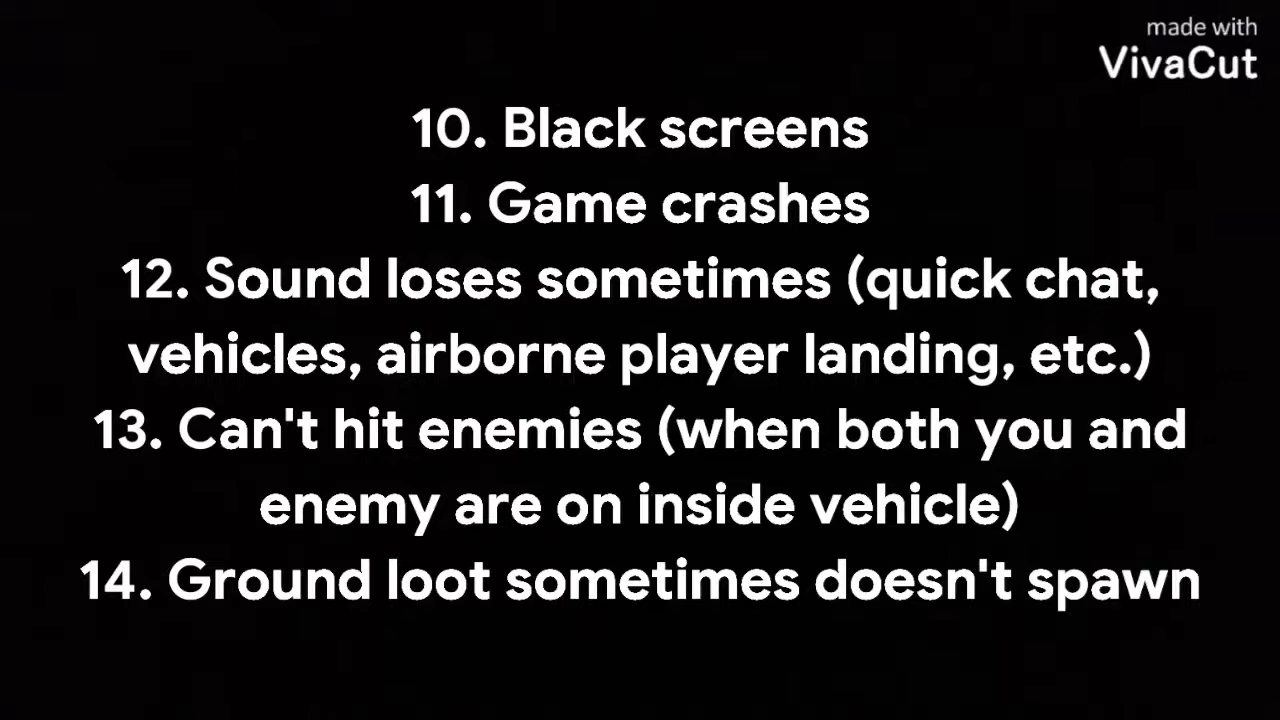 made with
VivaCut
10. Black screens
11. Game crashes
12. Sound loses sometimes (quick chat,
vehicles, airborne player landing, etc.)
13. Can't hit enemies (when both you and
enemy are on inside vehicle)
14. Ground loot sometimes doesn't spawn